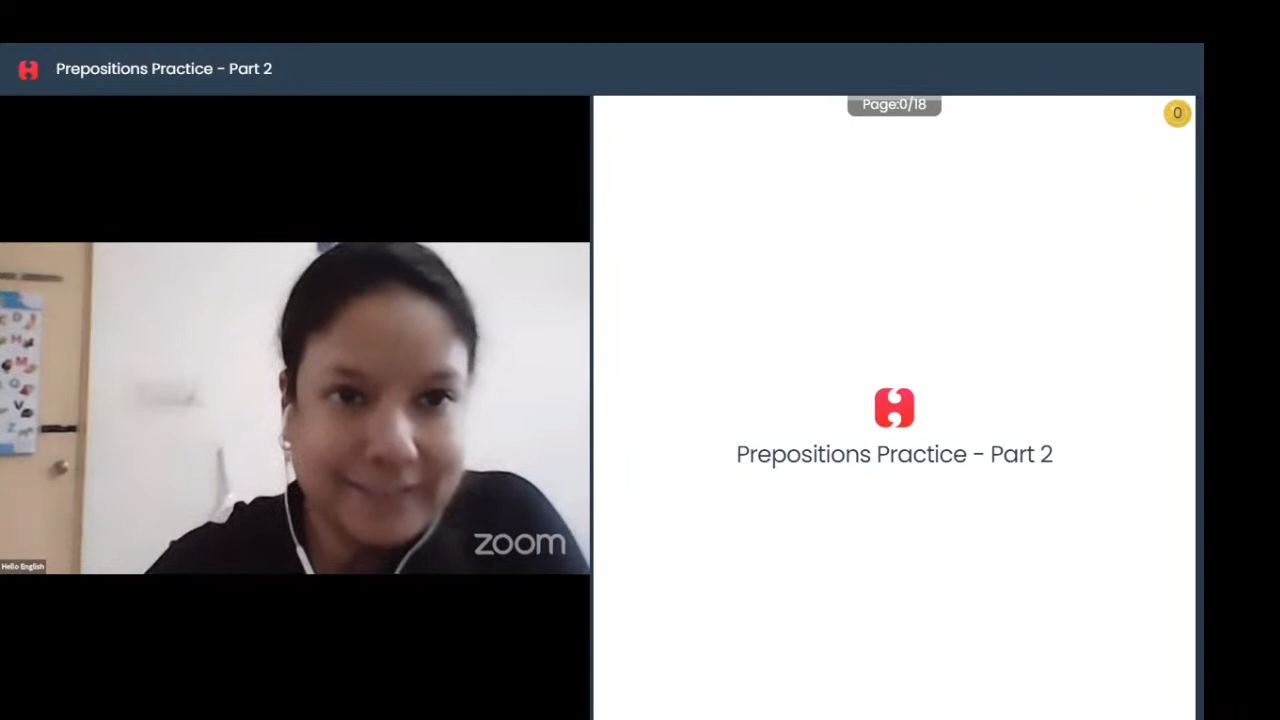 Prepositions Practice - Part 2
Page:0/18
0
D
H
M
V
Z
zoom
Hello English
Prepositions Practice - Part 2